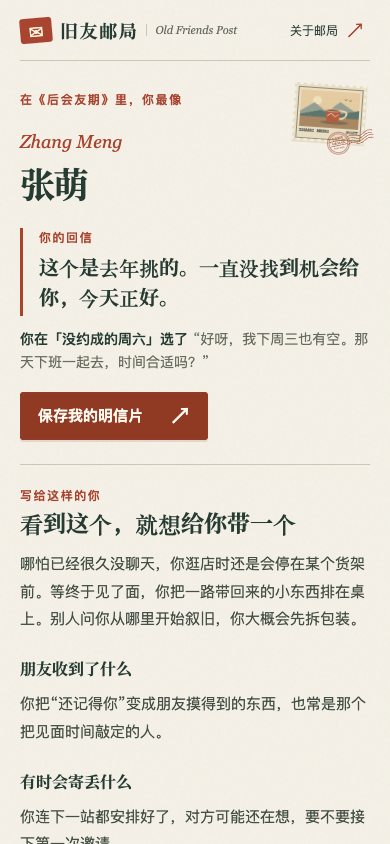 旧友邮局 Old Friends Post 关于邮局
在《后会友期》里，你最像
Zhang Meng
张萌
你的回信
这个是去年挑的。一直没找到机会给
你，今天正好。
你在「没约成的周六」选了“好呀，我下周三也有空。那
天下班一起去，时间合适吗？”
保存我的明信片
写给这样的你
看到这个，就想给你带一个
哪怕已经很久没聊天，你逛店时还是会停在某个货架
前。等终于见了面，你把一路带回来的小东西排在桌
上。别人问你从哪里开始叙旧，你大概会先拆包装。
朋友收到了什么
你把“还记得你”变成朋友摸得到的东西，也常是那个
把见面时间敲定的人。
有时会寄丢什么
你连下一站都安排好了，对方可能还在想，要不要接
下第一次邀请